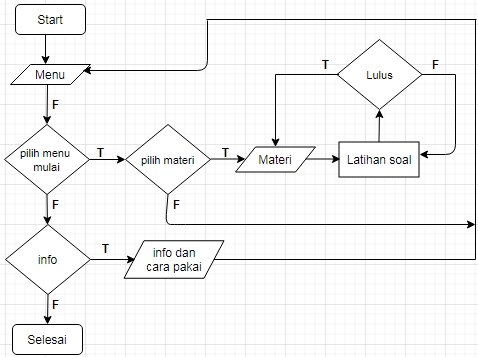 Start
Menu
F
T
Lulus
F
pilih menu
mulai
T
pilih materi
T
Materi
Latihan soal
F
F
info
T
info dan
cara pakai
F
Selesai